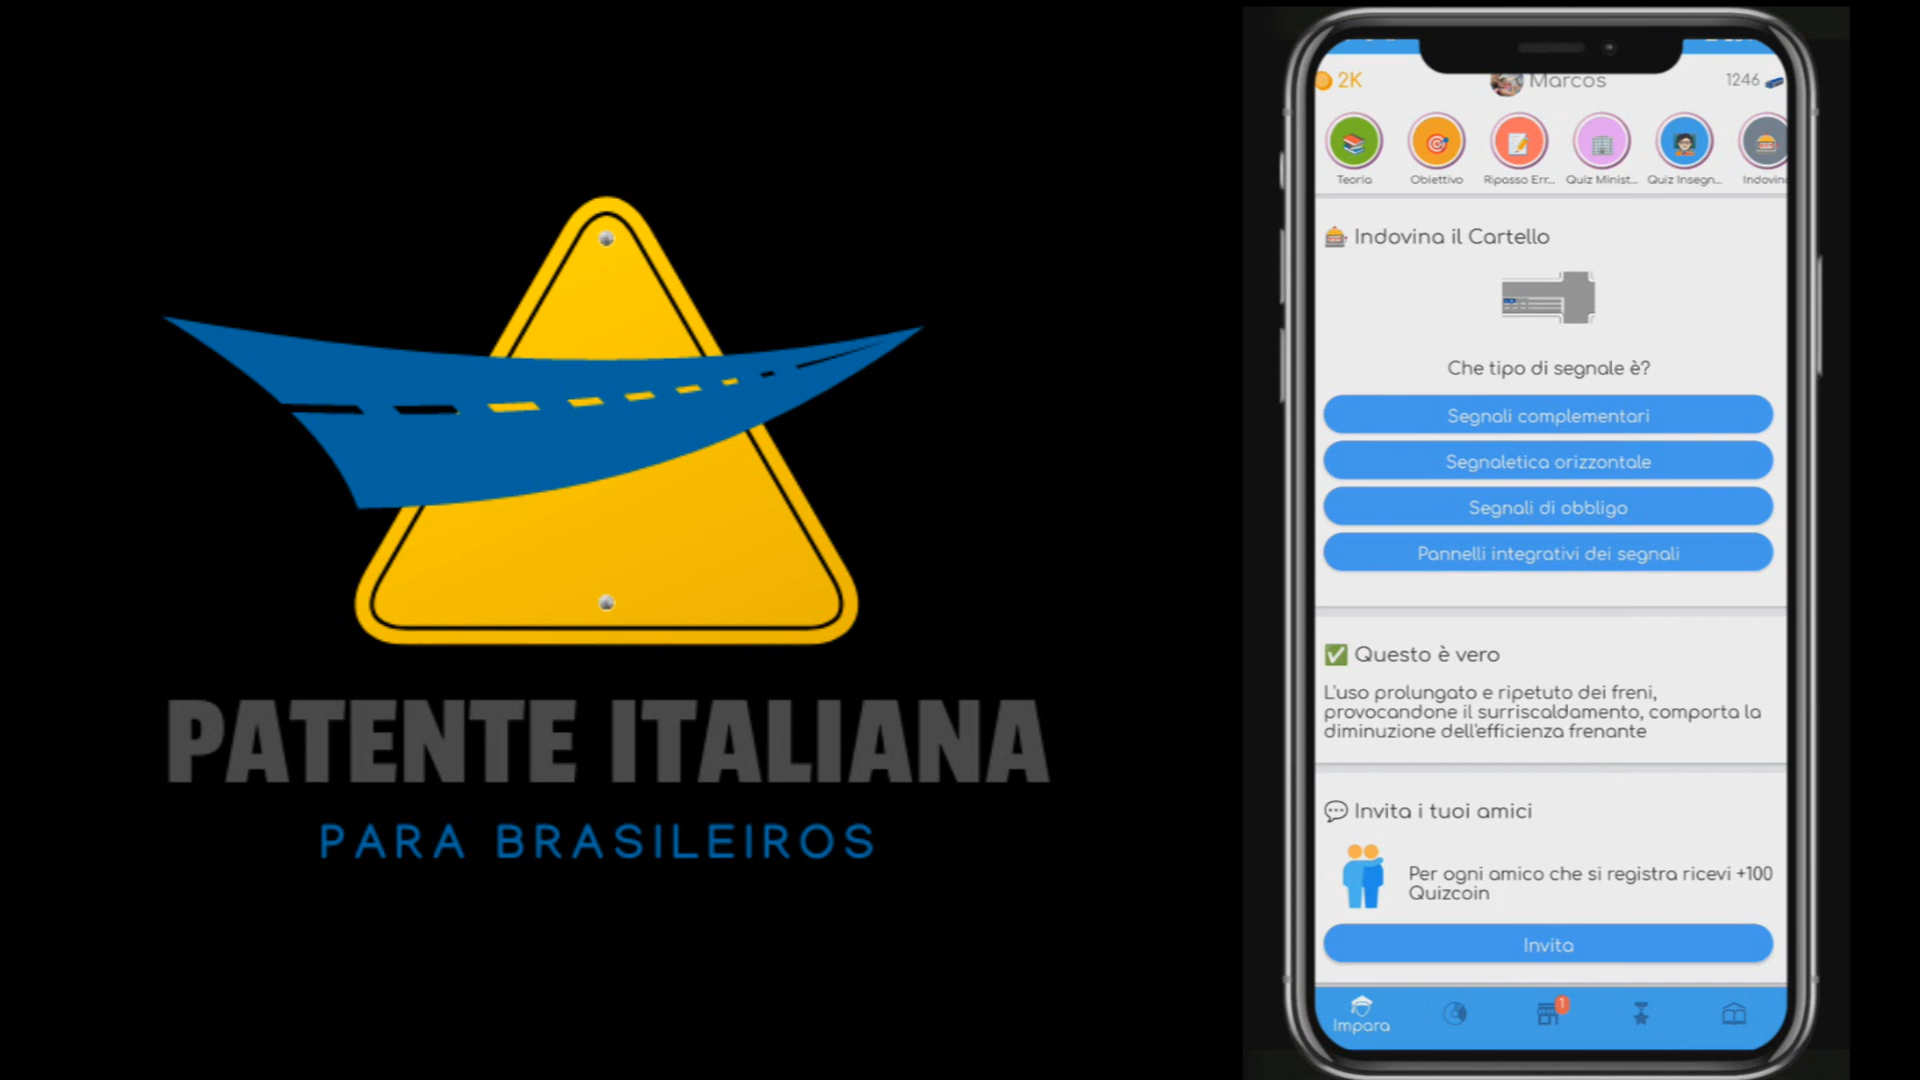 PATENTE ITALIANA
PARA BRASILEIROS
2K
Marcos
1246
Teoria
Obiettivo
Ripasso Err...
Quiz Minist...
Quiz Insegn...
Indovina il Cartello
Che tipo di segnale è?
Segnali complementari
Segnaletica orizzontale
Segnali di obbligo
Pannelli integrativi dei segnali
Questo è vero
L'uso prolungato e ripetuto dei freni,
provocandone il surriscaldamento, comporta la
diminuzione dell'efficienza frenante
Invita i tuoi amici
Per ogni amico che si registra ricevi +100
Quizcoin
Invita
1
Impara